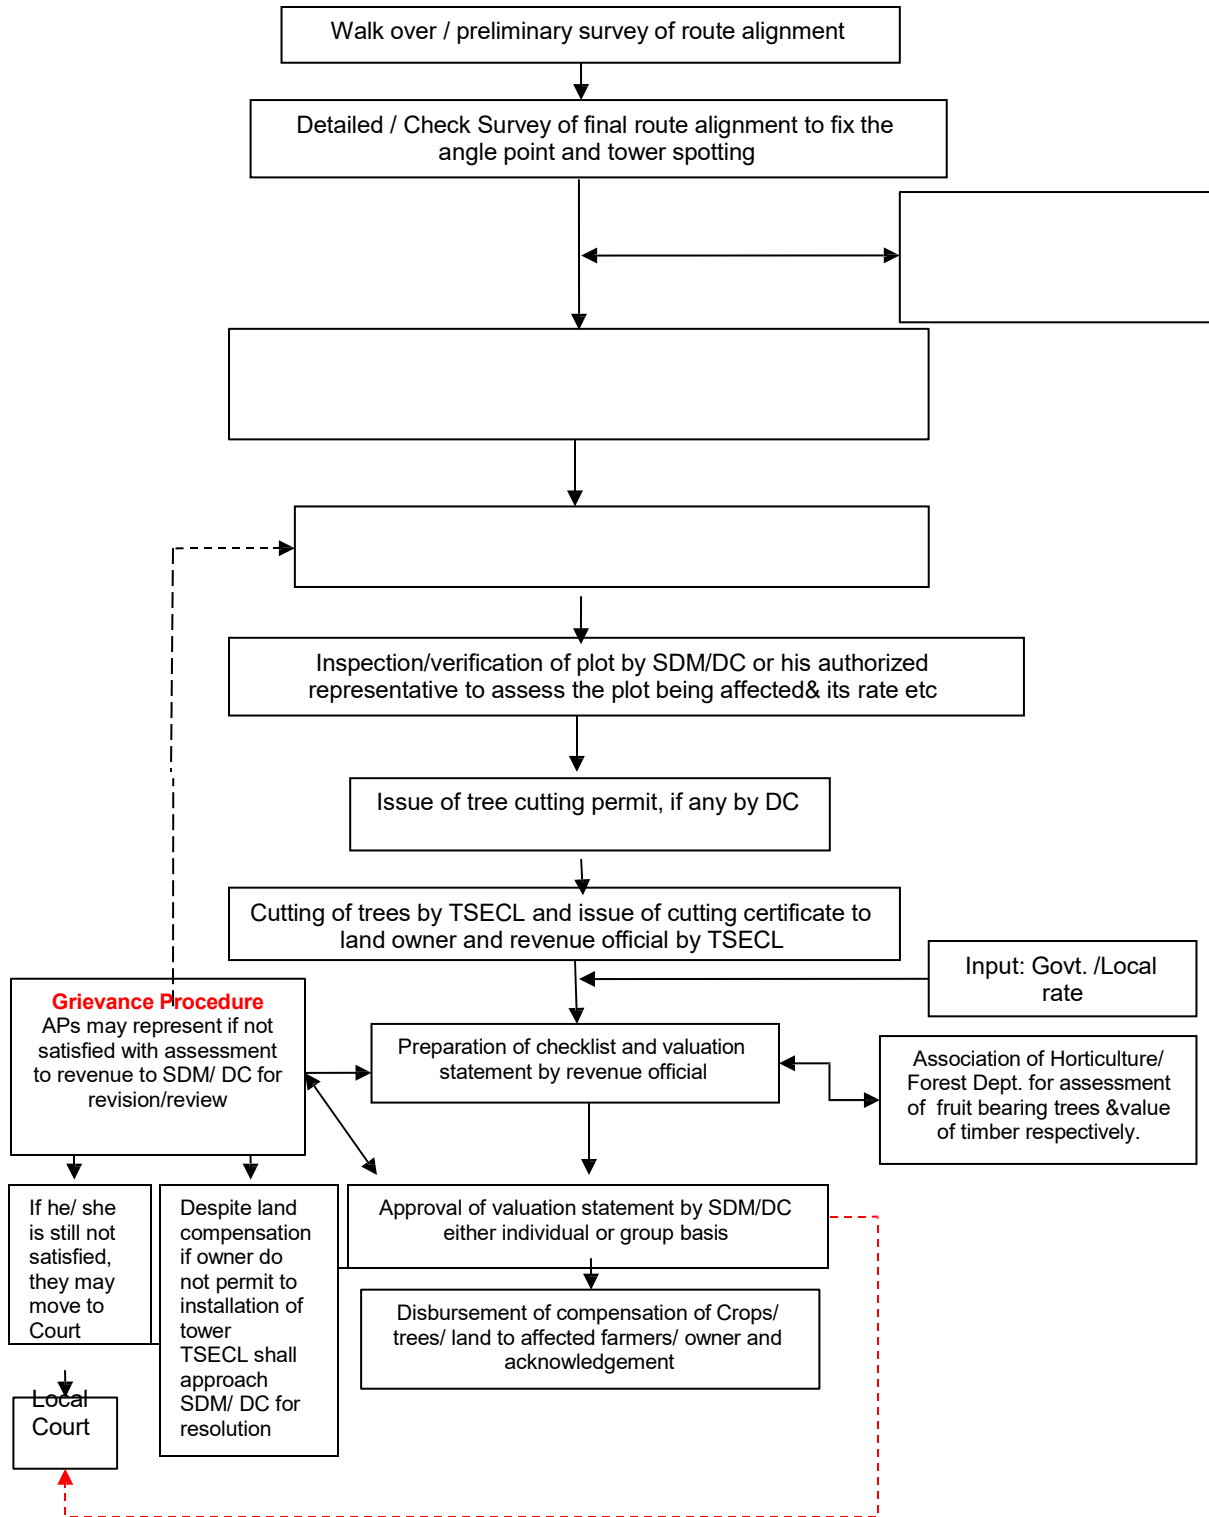 Walk over / preliminary survey of route alignment
Detailed / Check Survey of final route alignment to fix the
angle point and tower spotting
Inspection/verification of plot by SDM/DC or his authorized
representative to assess the plot being affected& its rate etc
Issue of tree cutting permit, if any by DC
Cutting of trees by TSECL and issue of cutting certificate to
land owner and revenue official by TSECL
Input: Govt. /Local
rate
Grievance Procedure
APs may represent if not
satisfied with assessment
to revenue to SDM/ DC for
revision/review
Preparation of checklist and valuation
statement by revenue official
Association of Horticulture/
Forest Dept. for assessment
of fruit bearing trees &value
of timber respectively.
If he/ she
is still not
satisfied,
they may
move to
Court
Despite land
compensation
if owner do
not permit to
installation of
tower
TSECL shall
approach
SDM/ DC for
resolution
Approval of valuation statement by SDM/DC
either individual or group basis
Disbursement of compensation of Crops/
trees/ land to affected farmers/ owner and
acknowledgement
Local
Court